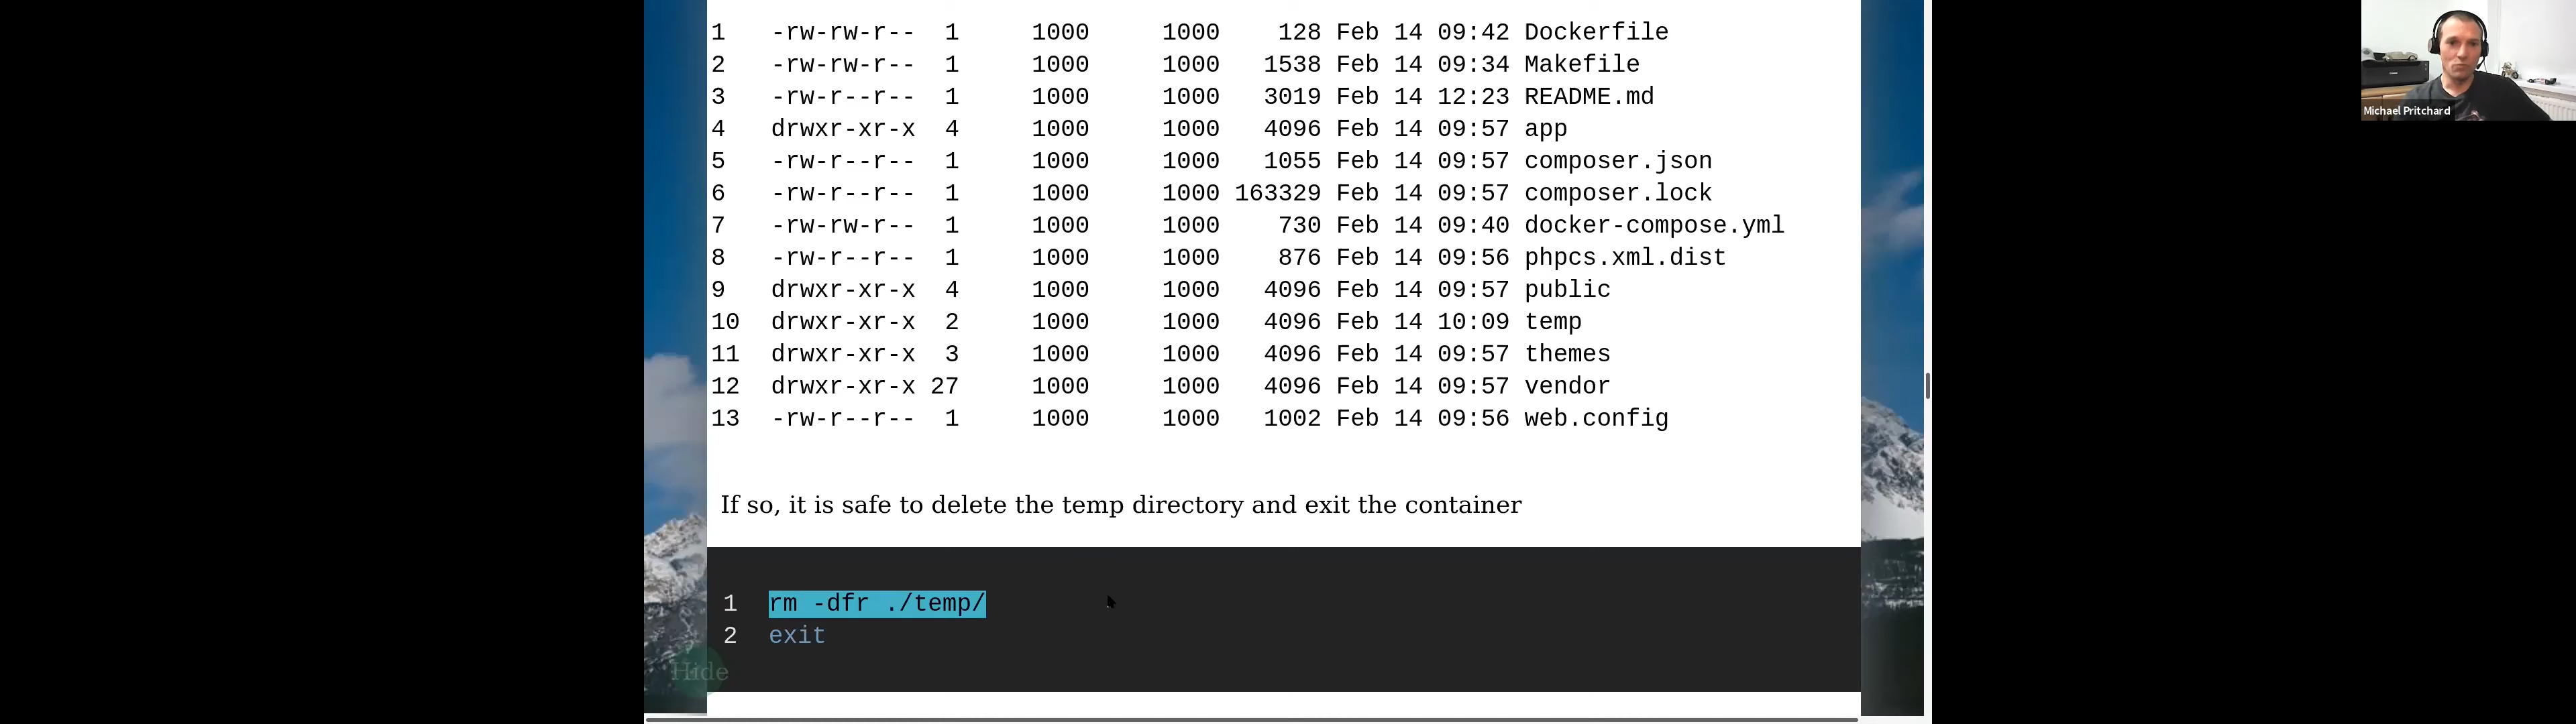 1 -rw-rw-r-- 1 1000 1000 128 Feb 14 09:42 Dockerfile
2 -rw-rw-r-- 1 1000 1000 1538 Feb 14 09:34 Makefile
3 -rw-r--r-- 1 1000 1000 3019 Feb 14 12:23 README.md
4 drwxr-xr-x 4 1000 1000 4096 Feb 14 09:57 app
5 -rw-r--r-- 1 1000 1000 1055 Feb 14 09:57 composer.json
6 -rw-r--r-- 1 1000 1000 163329 Feb 14 09:57 composer.lock
7 -rw-rw-r-- 1 1000 1000 730 Feb 14 09:40 docker-compose.yml
8 -rw-r--r-- 1 1000 1000 876 Feb 14 09:56 phpcs.xml.dist
9 drwxr-xr-x 4 1000 1000 4096 Feb 14 09:57 public
10 drwxr-xr-x 2 1000 1000 4096 Feb 14 10:09 temp
11 drwxr-xr-x 3 1000 1000 4096 Feb 14 09:57 themes
12 drwxr-xr-x 27 1000 1000 4096 Feb 14 09:57 vendor
13 -rw-r--r-- 1 1000 1000 1002 Feb 14 09:56 web.config
If so, it is safe to delete the temp directory and exit the container
1 rm -dfr ./temp/
2 exit
Hide
Michael Pritchard